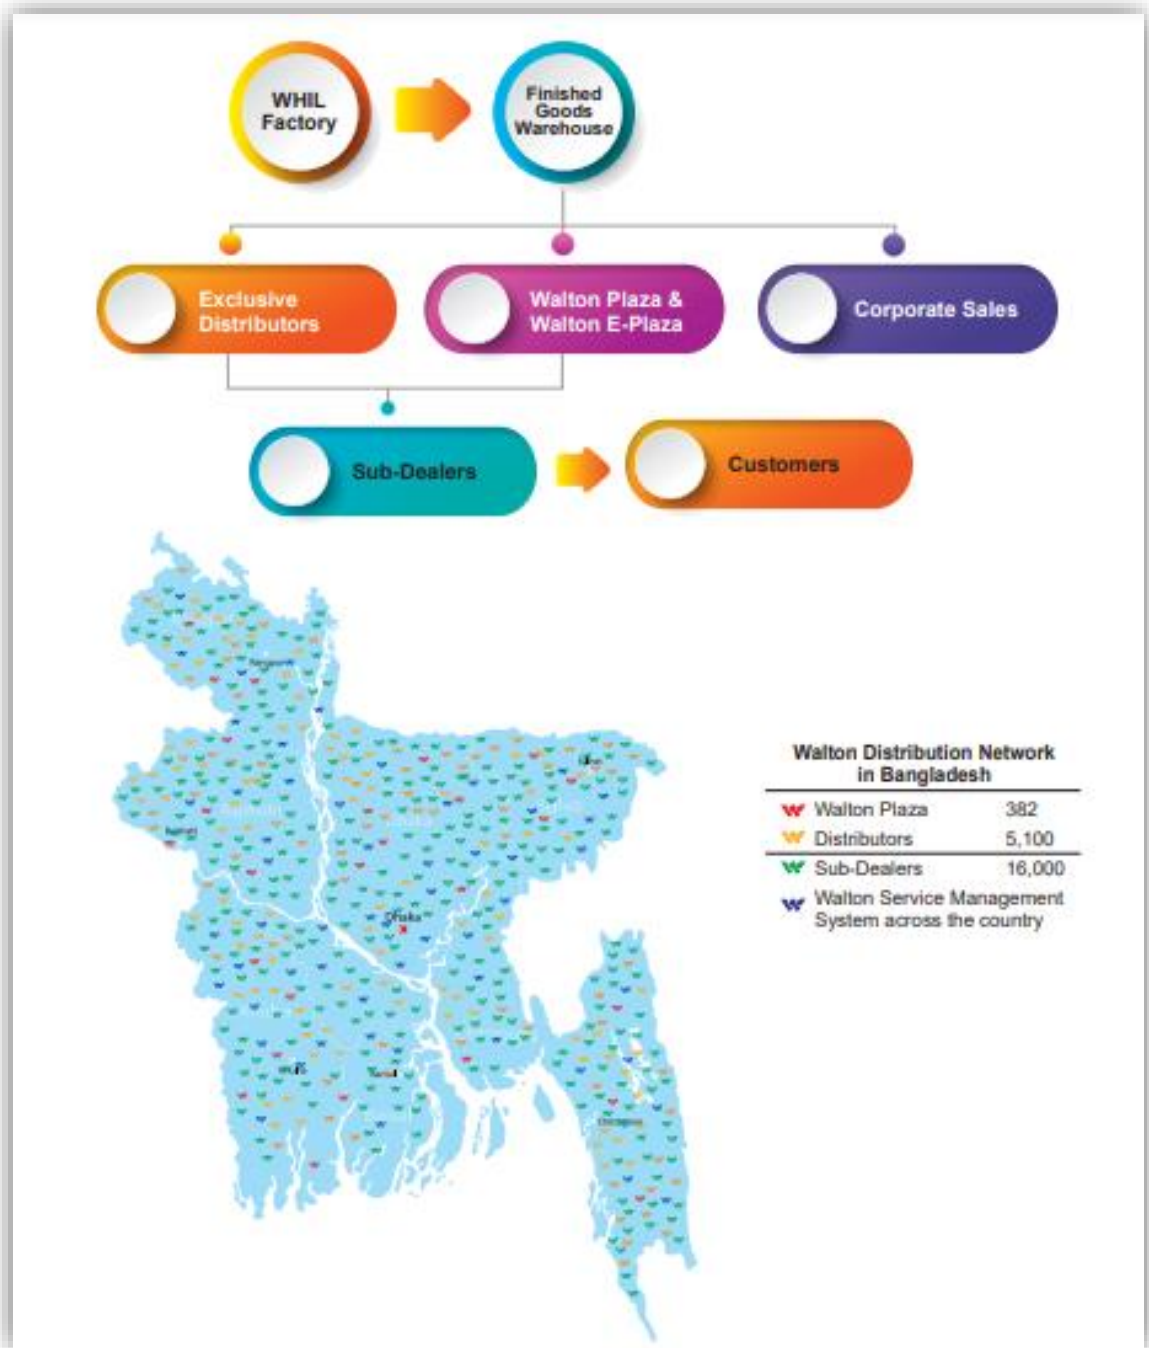 WHIL
Factory
Finished
Goods
Warehouse
Exclusive
Distributors
Walton Plaza &
Walton E-Plaza
Corporate Sales
Sub-Dealers
Customers
Walton Distribution Network
in Bangladesh
Walton Plaza 382
Distributors 5,100
Sub-Dealers 16,000
Walton Service Management
System across the country
Dhaka